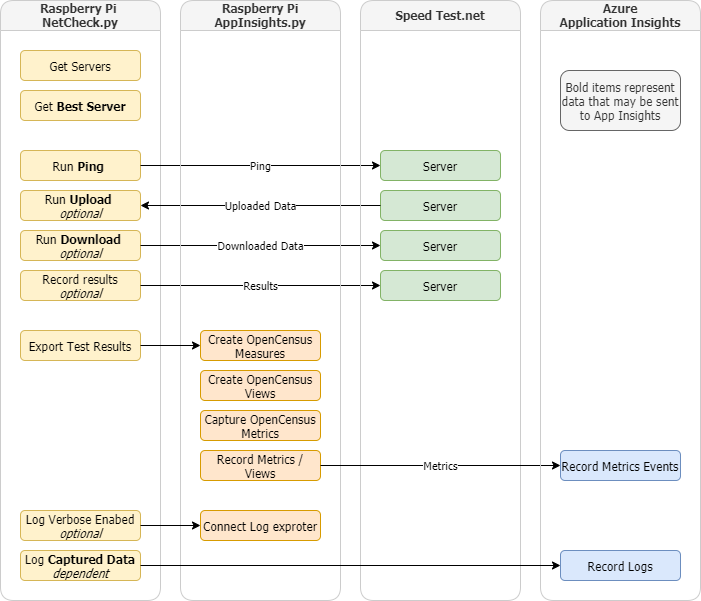 Raspberry Pi
NetCheck.py
Raspberry Pi
AppInsights.py
Speed Test.net
Azure
Application Insights
Get Servers
Bold items represent
data that may be sent
to App Insights
Get Best Server
Run Ping
Ping
Server
Run Upload
optional
Uploaded Data
Server
Run Download
optional
Downloaded Data
Server
Record results
optional
Results
Server
Export Test Results
Create OpenCensus
Measures
Create OpenCensus
Views
Capture OpenCensus
Metrics
Record Metrics /
Views
Metrics
Record Metrics Events
Log Verbose Enabed
optional
Connect Log exproter
Log Captured Data
dependent
Record Logs